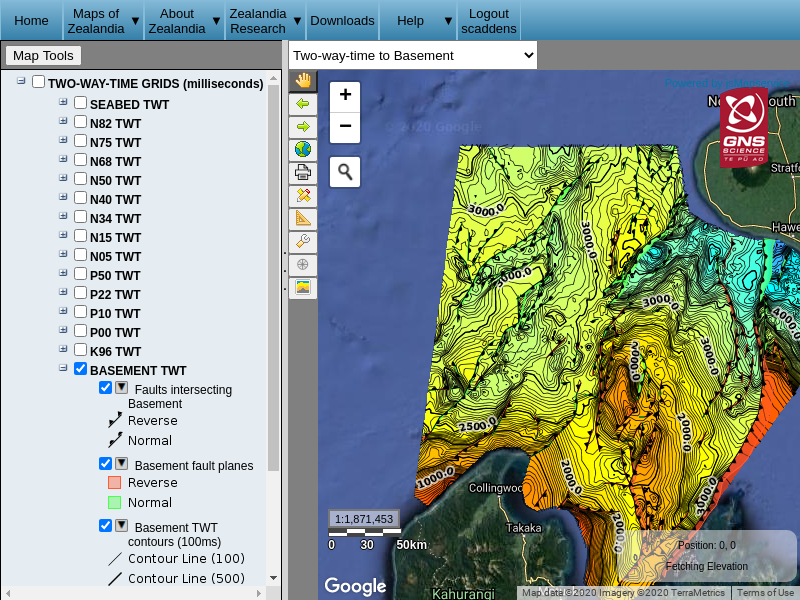 Home
Maps of
Zealandia ▼
About
Zealandia ▼
Zealandia
Research ▼
Downloads
Help ▼
Logout
scaddens
Map Tools
Two-way-time to Basement
TWO-WAY-TIME GRIDS (milliseconds)
SEABED TWT
N82 TWT
N75 TWT
N68 TWT
N50 TWT
N40 TWT
N34 TWT
N15 TWT
N05 TWT
P50 TWT
P22 TWT
P10 TWT
P00 TWT
K96 TWT
BASEMENT TWT
Faults intersecting
Basement
Reverse
Normal
Basement fault planes
Reverse
Normal
Basement TWT
contours (100ms)
Contour Line (100)
Contour Line (500)
+
−
©2020 Google
GNS
SCIENCE
TE PŪ AO
Stratfo
Hawe
3000.0
3000.0
3000.0
3000.0
4000.0
3000.0
2000.0
2500.0
2000.0
1000.0
2000.0
3000.0
2000.0
Collingwoo
Takaka
Kahurangi
1:1,871,453
0 30 50km
Position: 0, 0
Fetching Elevation
Google
Map data ©2020 Imagery ©2020 TerraMetrics
Terms of Use